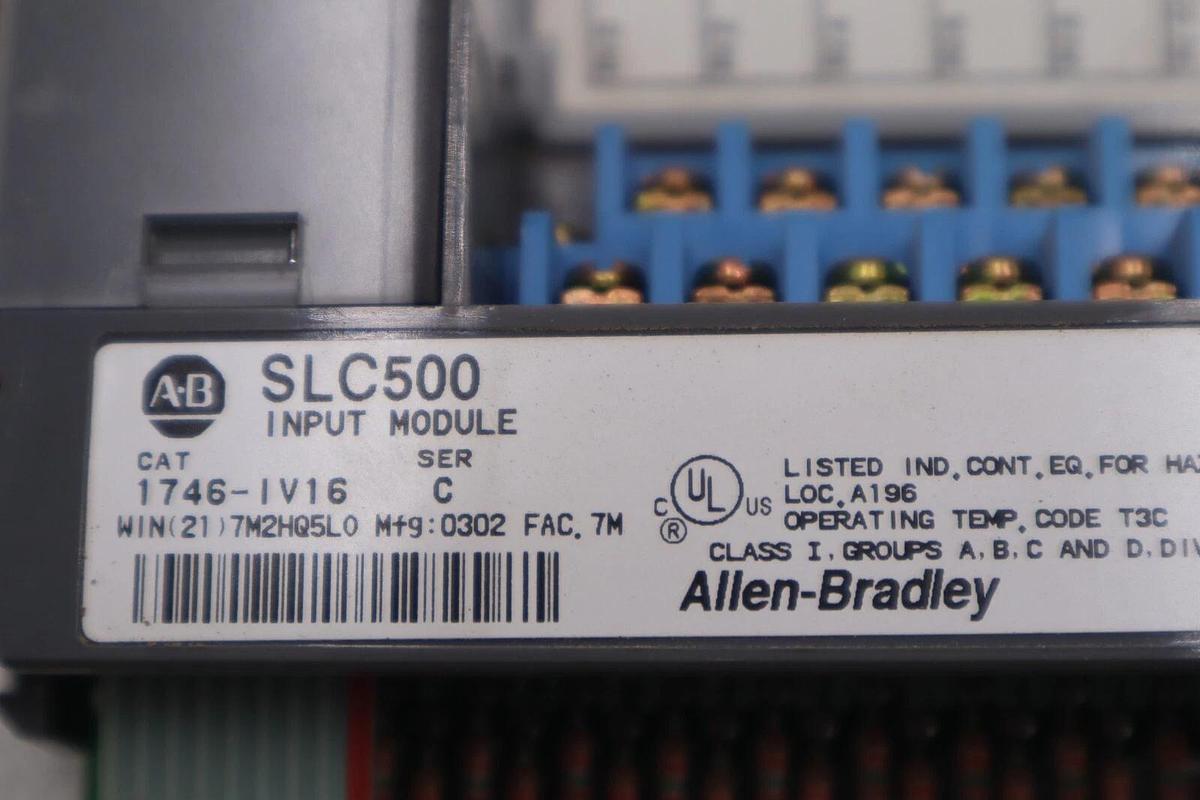 A·B
SLC500
INPUT MODULE
CAT SER
1746-IV16 C
WIN(21)7M2HQ5L0 Mfg:0302 FAC. 7M
C UL US
®
LISTED IND.CONT.EQ.FOR
LOC.A196
OPERATING TEMP.CODE T3C
CLASS I, GROUPS A,B,C AND D,DIV
Allen-Bradley